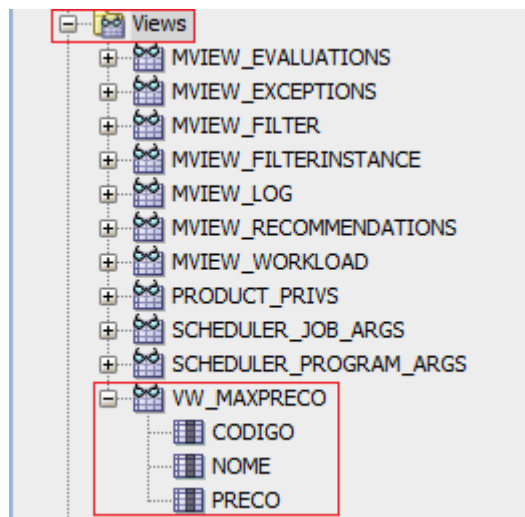 Views
MVIEW_EVALUATIONS
MVIEW_EXCEPTIONS
MVIEW_FILTER
MVIEW_FILTERINSTANCE
MVIEW_LOG
MVIEW_RECOMMENDATIONS
MVIEW_WORKLOAD
PRODUCT_PRIVS
SCHEDULER_JOB_ARGS
SCHEDULER_PROGRAM_ARGS
VW_MAXPRECO
CODIGO
NOME
PRECO